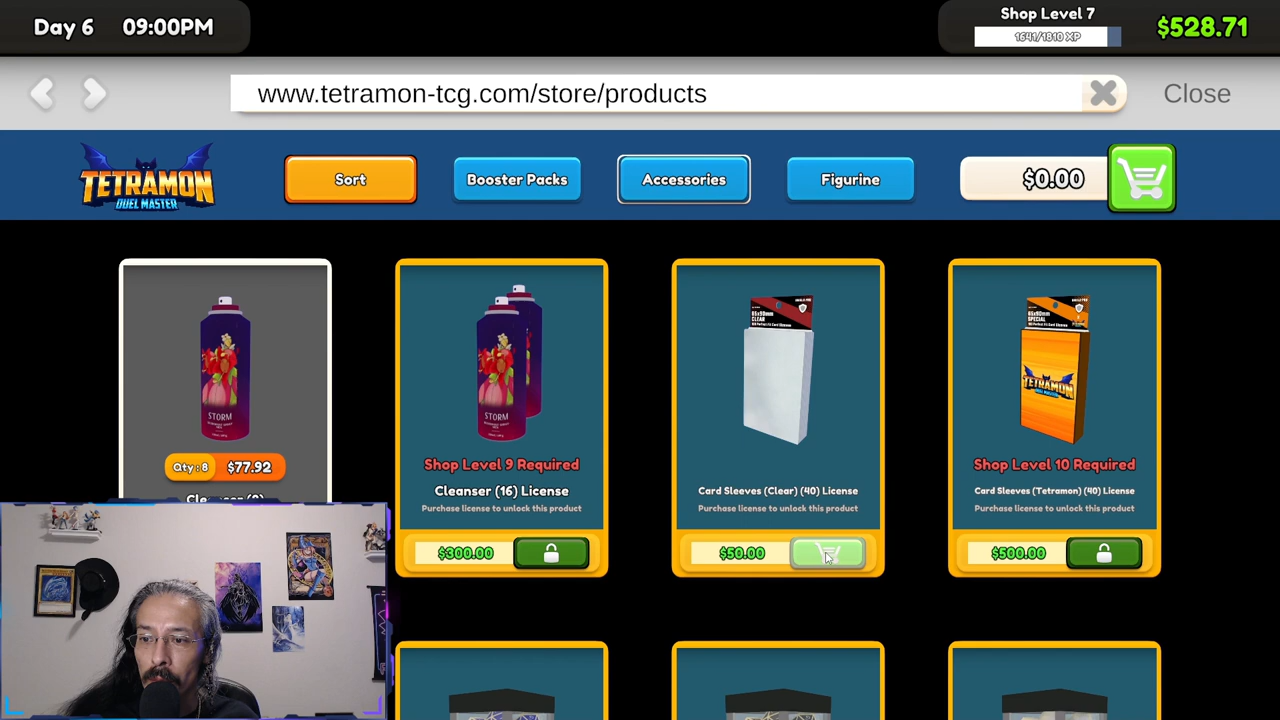 Day 6 09:00PM
Shop Level 7
1641/1810 XP
$528.71
www.tetramon-tcg.com/store/products
Close
TETRAMON
DUEL MASTER
Sort
Booster Packs
Accessories
Figurine
$0.00
STORM
STORM
65x90mm
CLEAR
65x90mm
SPECIAL
TETRAMON
Qty : 8 $77.92
Shop Level 9 Required
Cleanser (16) License
Purchase license to unlock this product
Card Sleeves (Clear) (40) License
Purchase license to unlock this product
Shop Level 10 Required
Card Sleeves (Tetramon) (40) License
Purchase license to unlock this product
$300.00
$50.00
$500.00